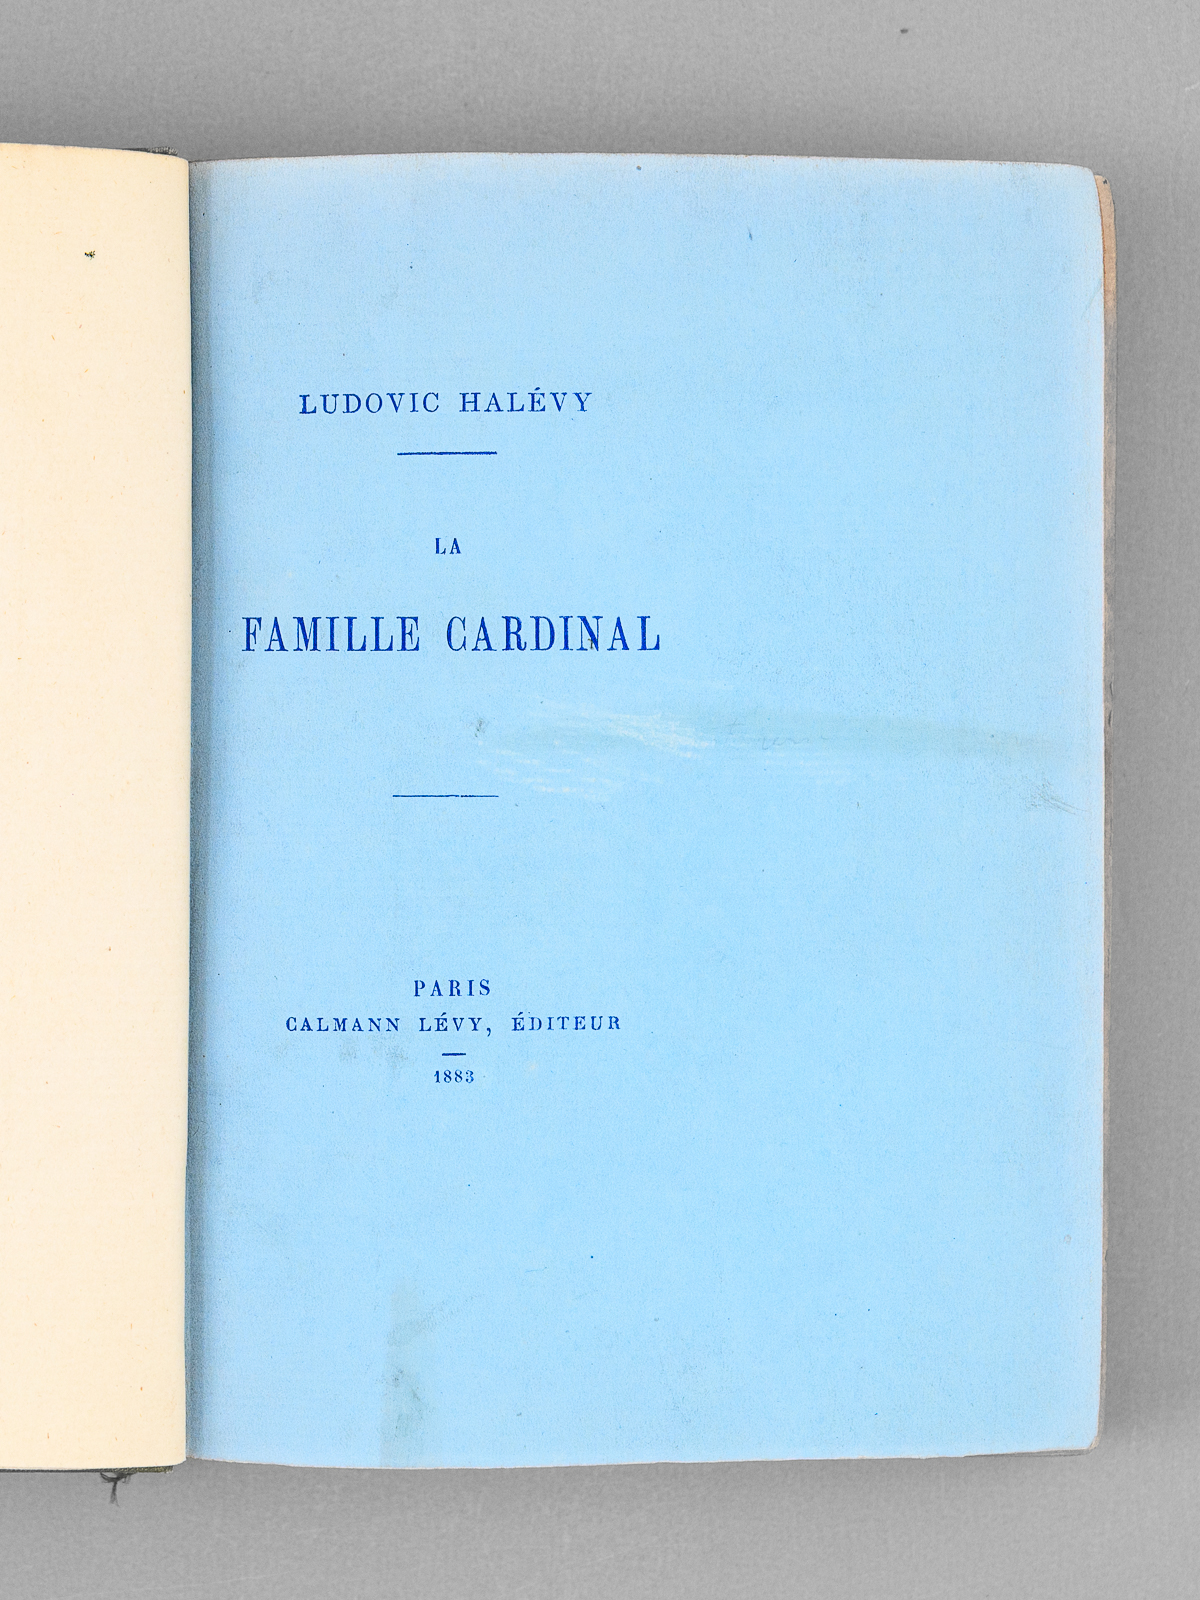 LUDOVIC HALÉVY
LA
FAMILLE CARDINAL
PARIS
CALMANN LÉVY, ÉDITEUR
1883